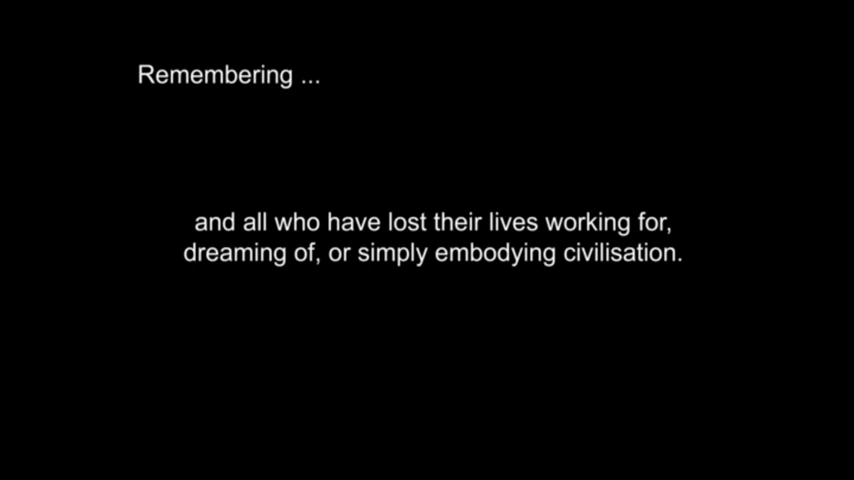 Remembering ...
and all who have lost their lives working for,
dreaming of, or simply embodying civilisation.